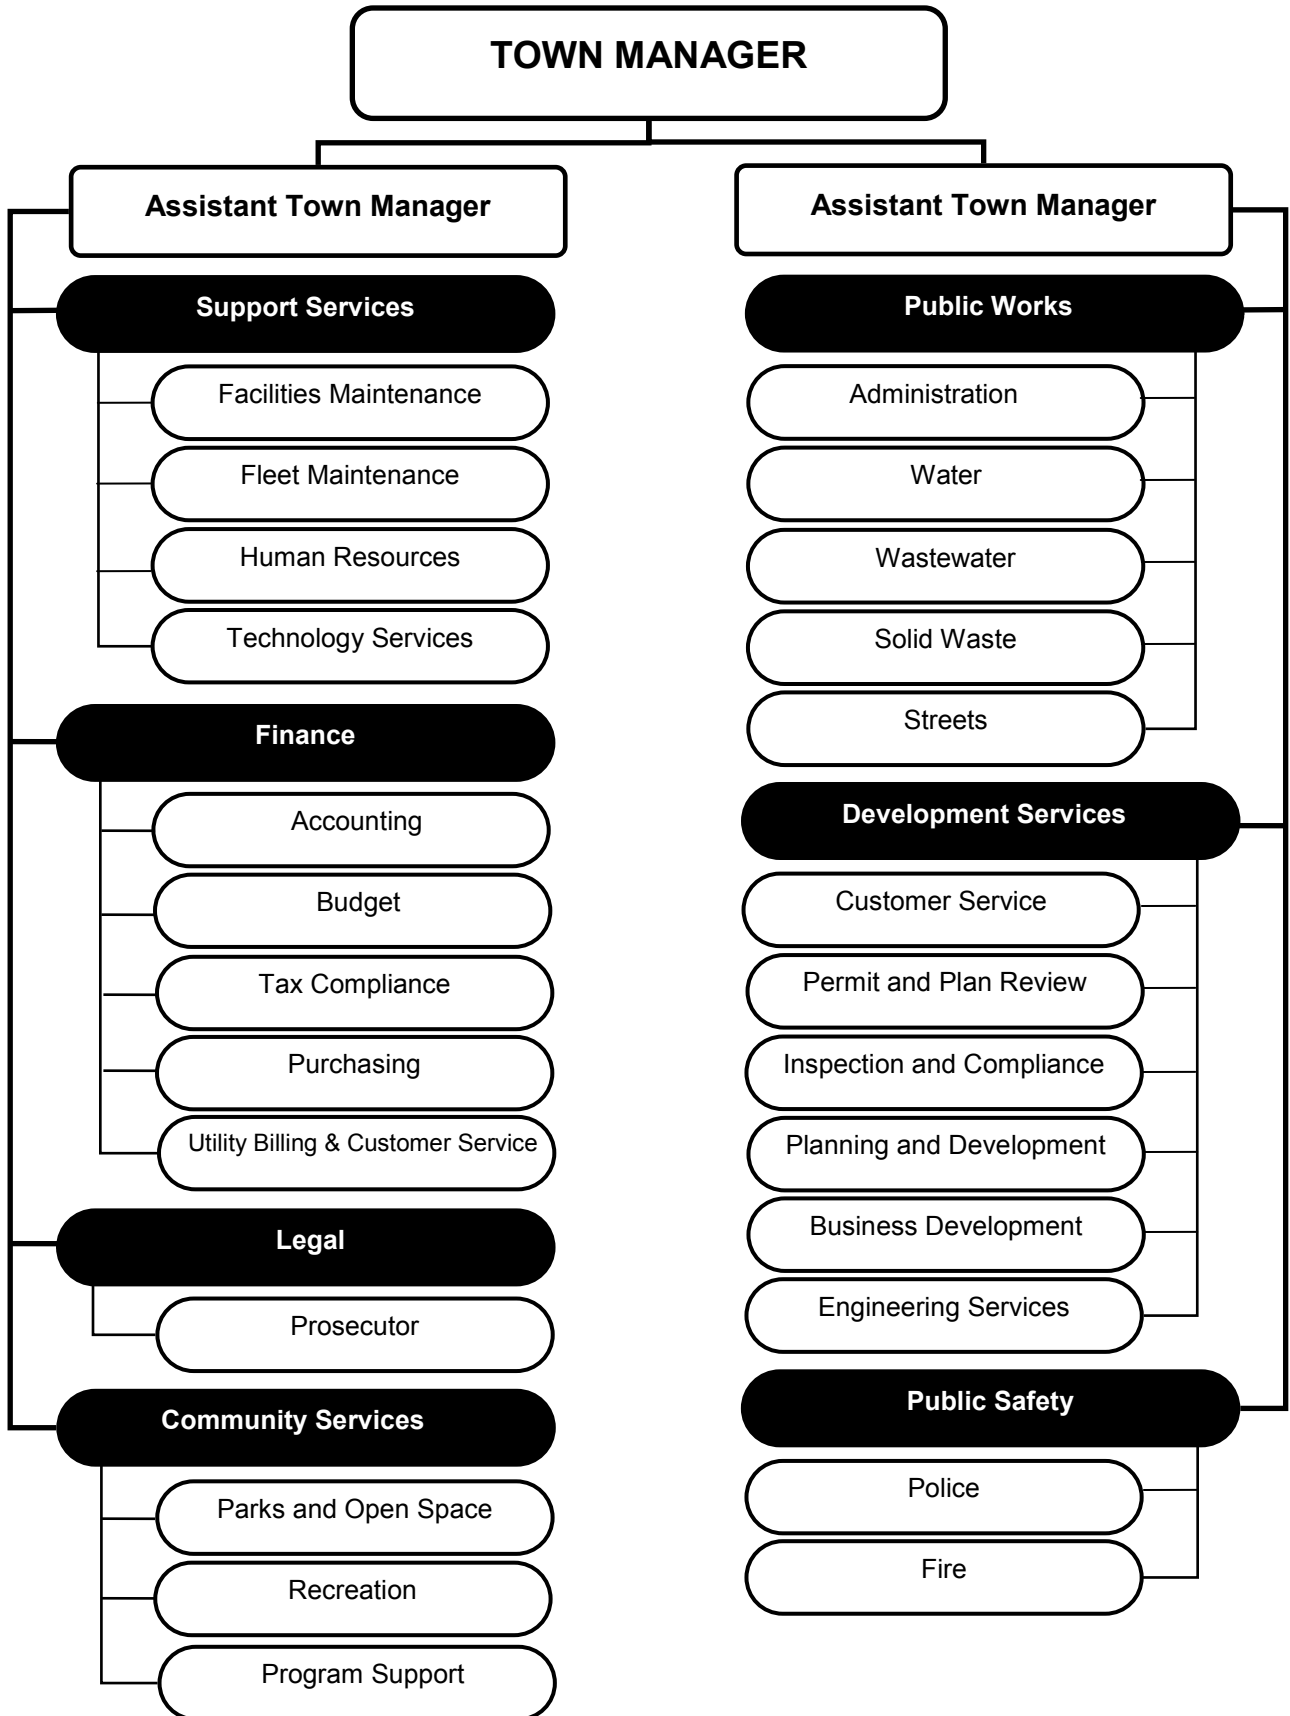 TOWN MANAGER
Assistant Town Manager
Support Services
Facilities Maintenance
Fleet Maintenance
Human Resources
Technology Services
Finance
Accounting
Budget
Tax Compliance
Purchasing
Utility Billing & Customer Service
Legal
Prosecutor
Community Services
Parks and Open Space
Recreation
Program Support
Assistant Town Manager
Public Works
Administration
Water
Wastewater
Solid Waste
Streets
Development Services
Customer Service
Permit and Plan Review
Inspection and Compliance
Planning and Development
Business Development
Engineering Services
Public Safety
Police
Fire